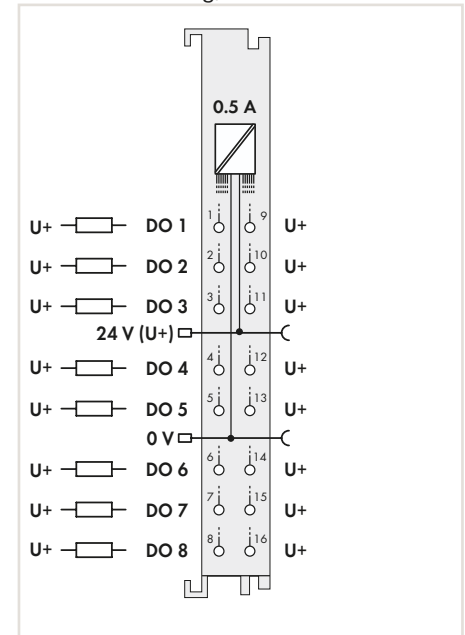 0.5 A
U+ DO 1 1 9 U+
U+ DO 2 2 10 U+
U+ DO 3 3 11 U+
24 V (U+)
U+ DO 4 4 12 U+
U+ DO 5 5 13 U+
0 V
U+ DO 6 6 14 U+
U+ DO 7 7 15 U+
U+ DO 8 8 16 U+